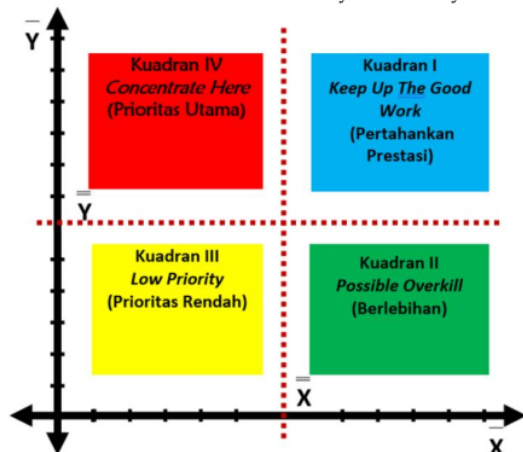 Y̅
Kuadran IV
Concentrate Here
(Prioritas Utama)
Kuadran I
Keep Up The Good
Work
(Pertahankan
Prestasi)
Y̿
Kuadran III
Low Priority
(Prioritas Rendah)
Kuadran II
Possible Overkill
(Berlebihan)
X̿
X̅